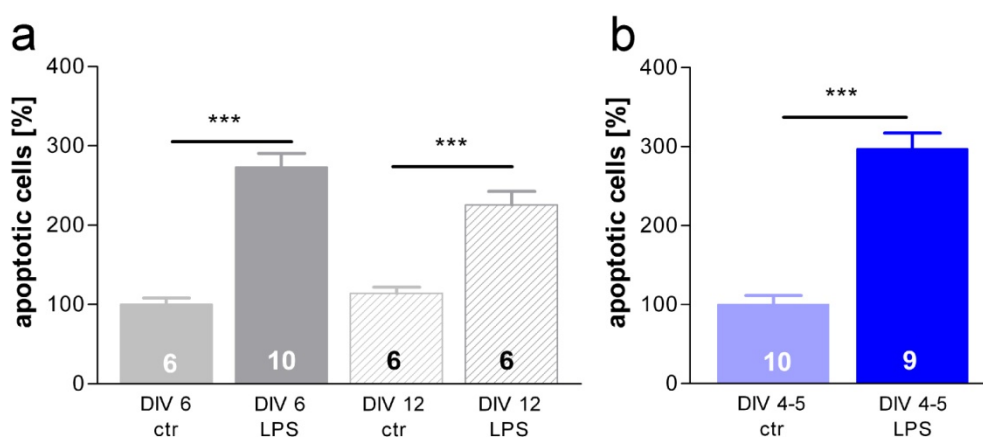 a
apoptotic cells [%]
400
300
200
100
0
***
***
6
10
6
6
DIV 6 ctr
DIV 6 LPS
DIV 12 ctr
DIV 12 LPS
b
apoptotic cells [%]
400
300
200
100
0
***
10
9
DIV 4-5 ctr
DIV 4-5 LPS